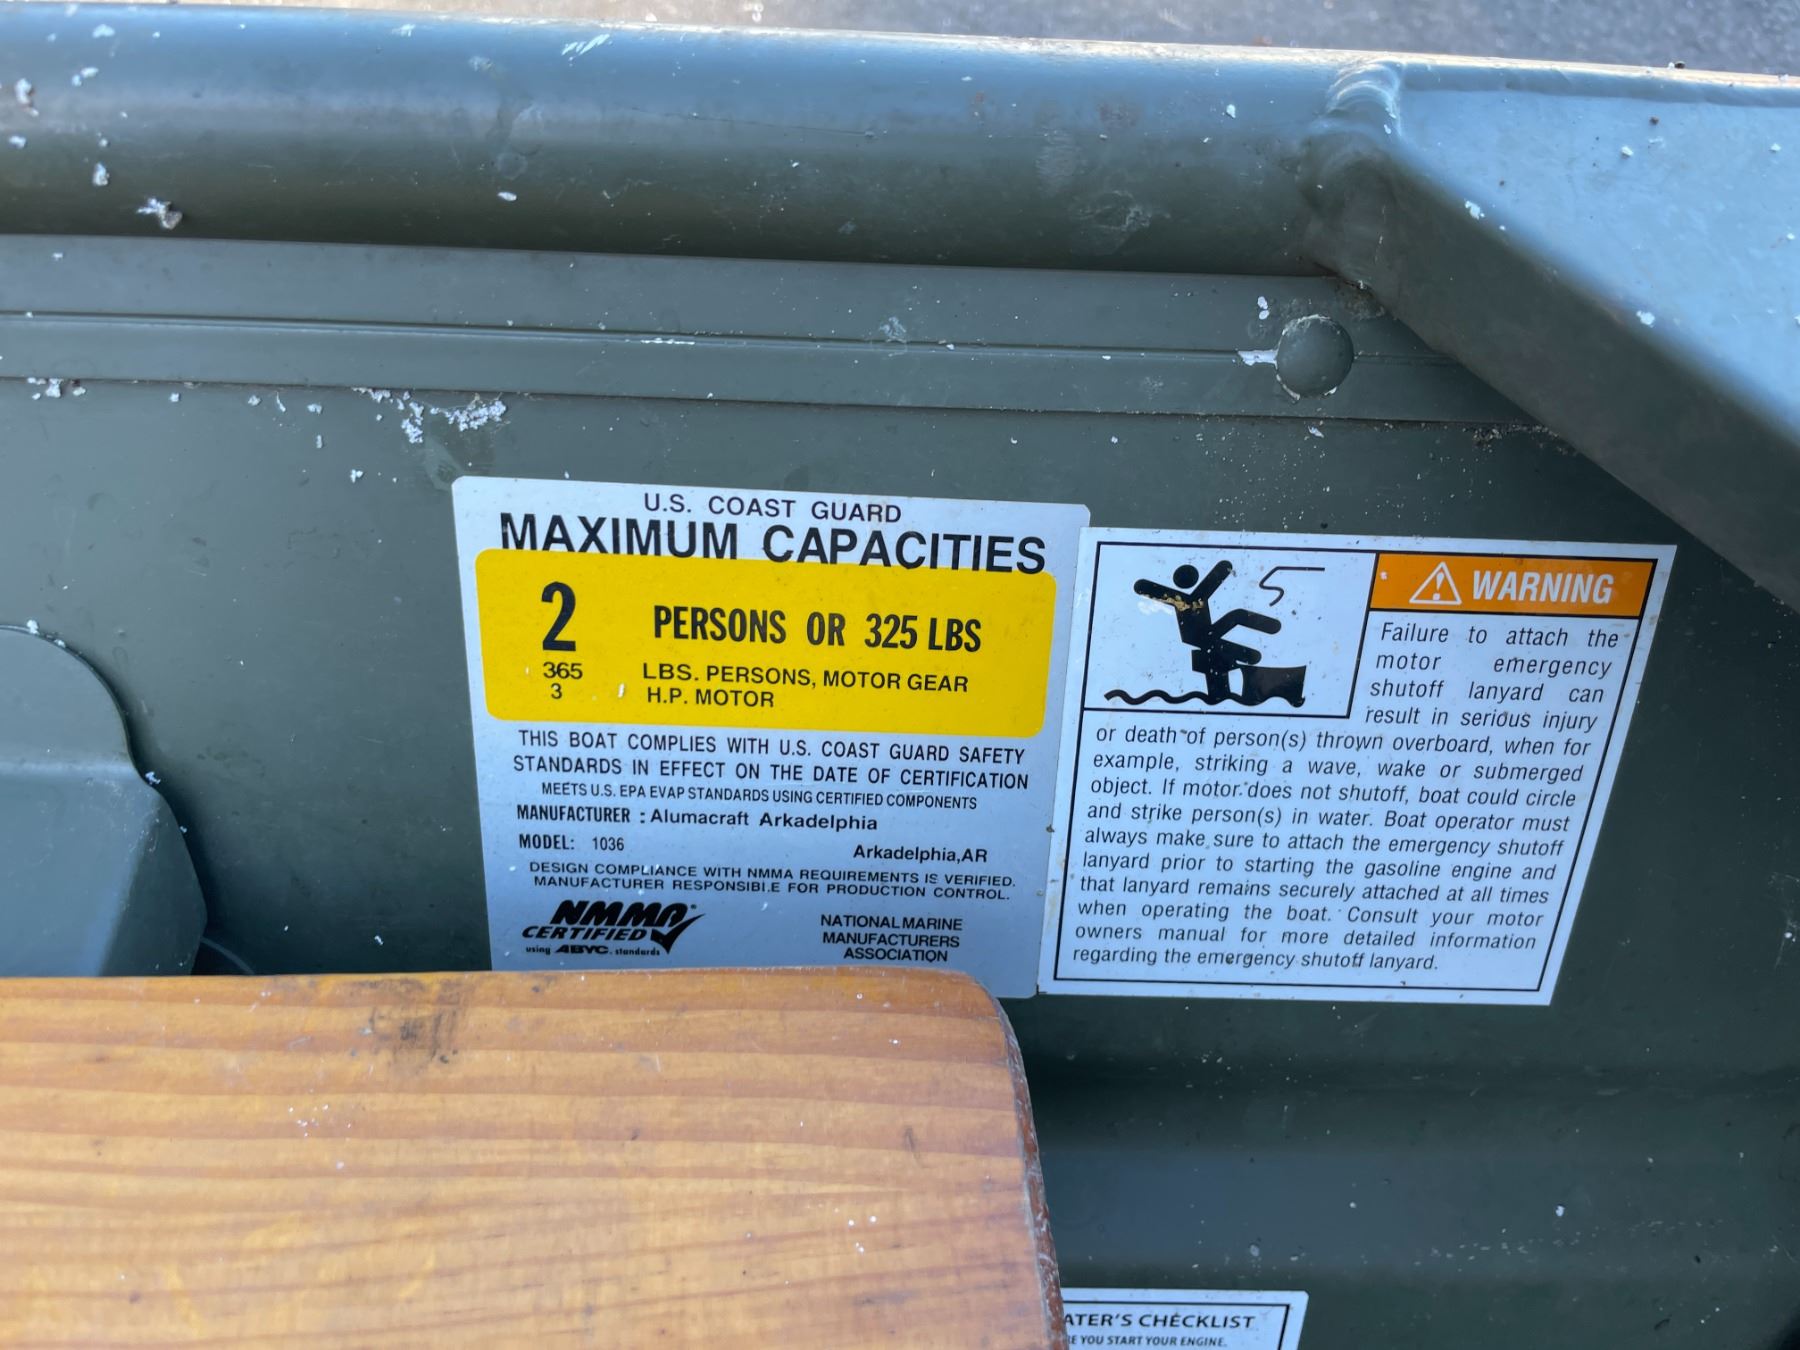 U.S. COAST GUARD
MAXIMUM CAPACITIES
2 PERSONS OR 325 LBS
365 LBS. PERSONS, MOTOR GEAR
3 H.P. MOTOR
THIS BOAT COMPLIES WITH U.S. COAST GUARD SAFETY
STANDARDS IN EFFECT ON THE DATE OF CERTIFICATION
MEETS U.S. EPA EVAP STANDARDS USING CERTIFIED COMPONENTS
MANUFACTURER : Alumacraft Arkadelphia
MODEL: 1036
Arkadelphia,AR
DESIGN COMPLIANCE WITH NMMA REQUIREMENTS IS VERIFIED.
MANUFACTURER RESPONSIBLE FOR PRODUCTION CONTROL.
NMMA
CERTIFIED
using ABYC. standards
NATIONAL MARINE
MANUFACTURERS
ASSOCIATION
WARNING
Failure to attach the
motor emergency
shutoff lanyard can
result in serious injury
or death of person(s) thrown overboard, when for
example, striking a wave, wake or submerged
object. If motor does not shutoff, boat could circle
and strike person(s) in water. Boat operator must
always make sure to attach the emergency shutoff
lanyard prior to starting the gasoline engine and
that lanyard remains securely attached at all times
when operating the boat. Consult your motor
owners manual for more detailed information
regarding the emergency shutoff lanyard.
CHECKLIST
YOU START YOUR ENGINE.